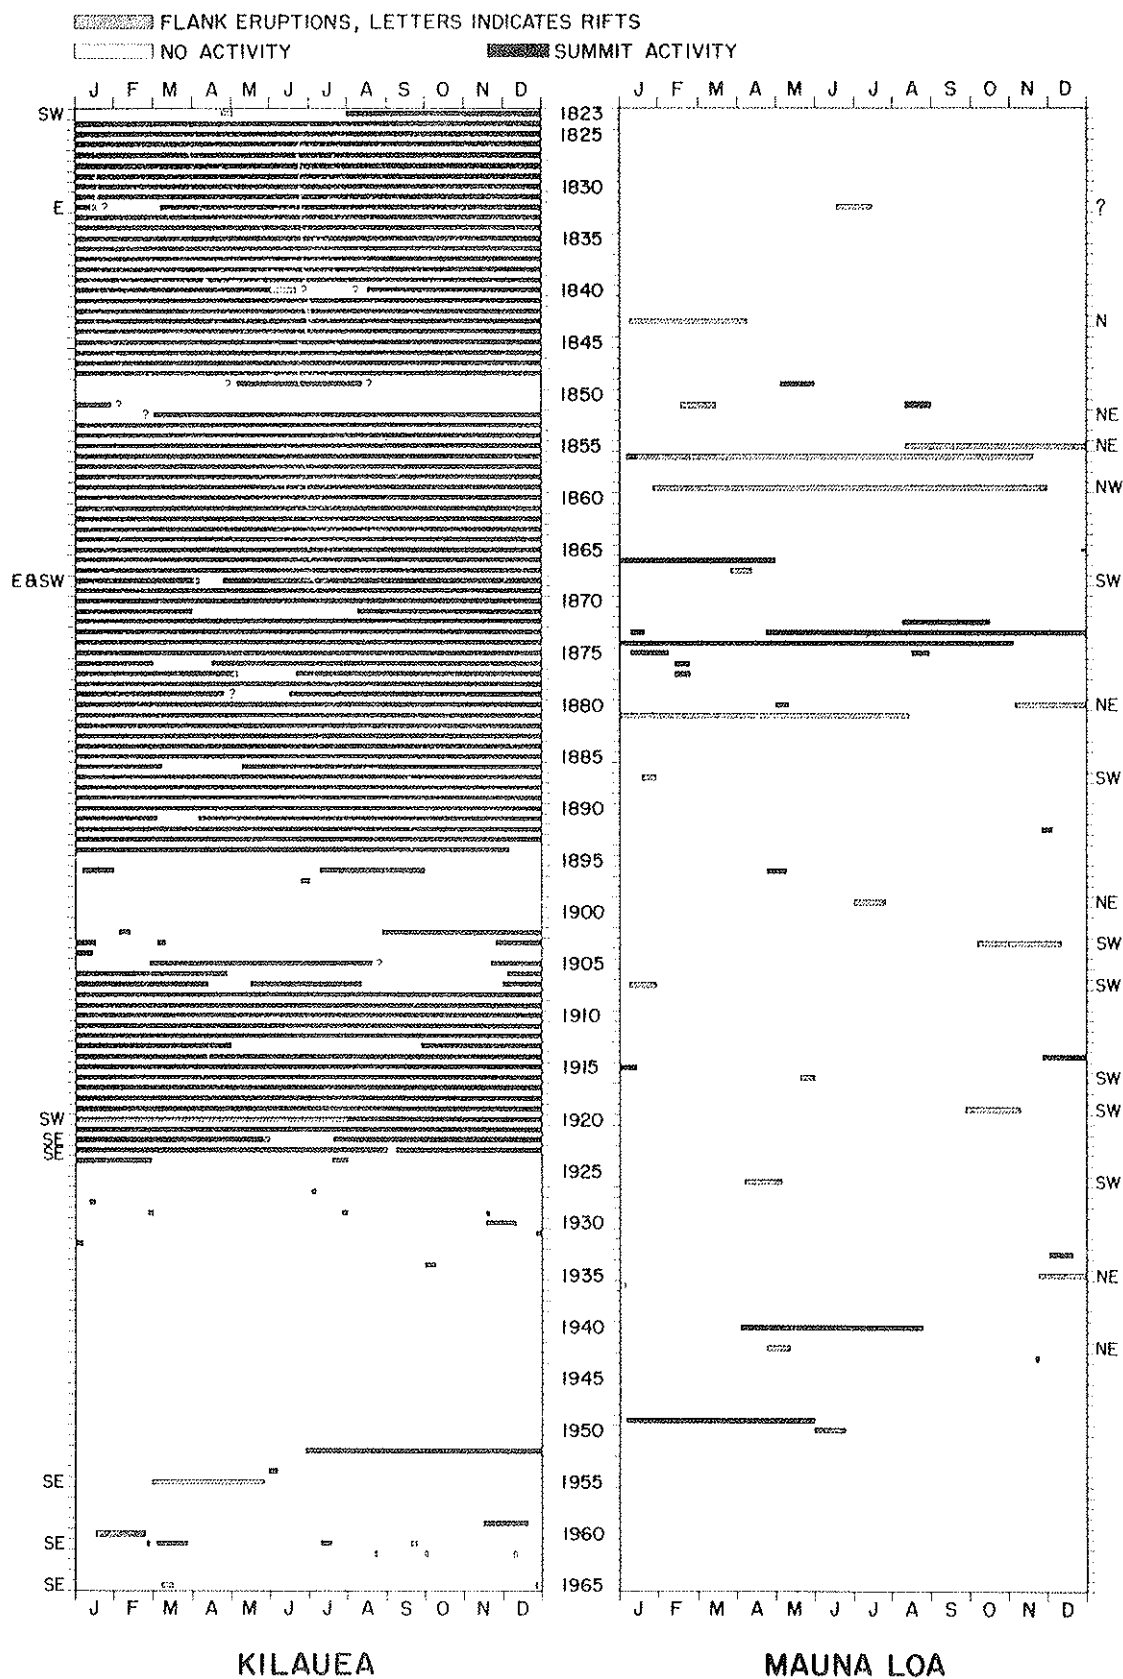 FLANK ERUPTIONS, LETTERS INDICATES RIFTS
NO ACTIVITY SUMMIT ACTIVITY
J F M A M J J A S O N D J F M A M J J A S O N D
SW 1823
1825
1830
E ? ?
1835
? ? 1840
N
1845
? ?
1850
? ? NE
1855 NE
1860 NW
1865
E&SW SW
1870
1875
? 1880 NE
1885 SW
1890
1895
1900 NE
SW
? 1905
SW
1910
1915 SW
SW 1920 SW
SE
SE
1925 SW
1930
1935 NE
1940
NE
1945
1950
SE 1955
SE 1960
SE 1965
J F M A M J J A S O N D J F M A M J J A S O N D
KILAUEA MAUNA LOA